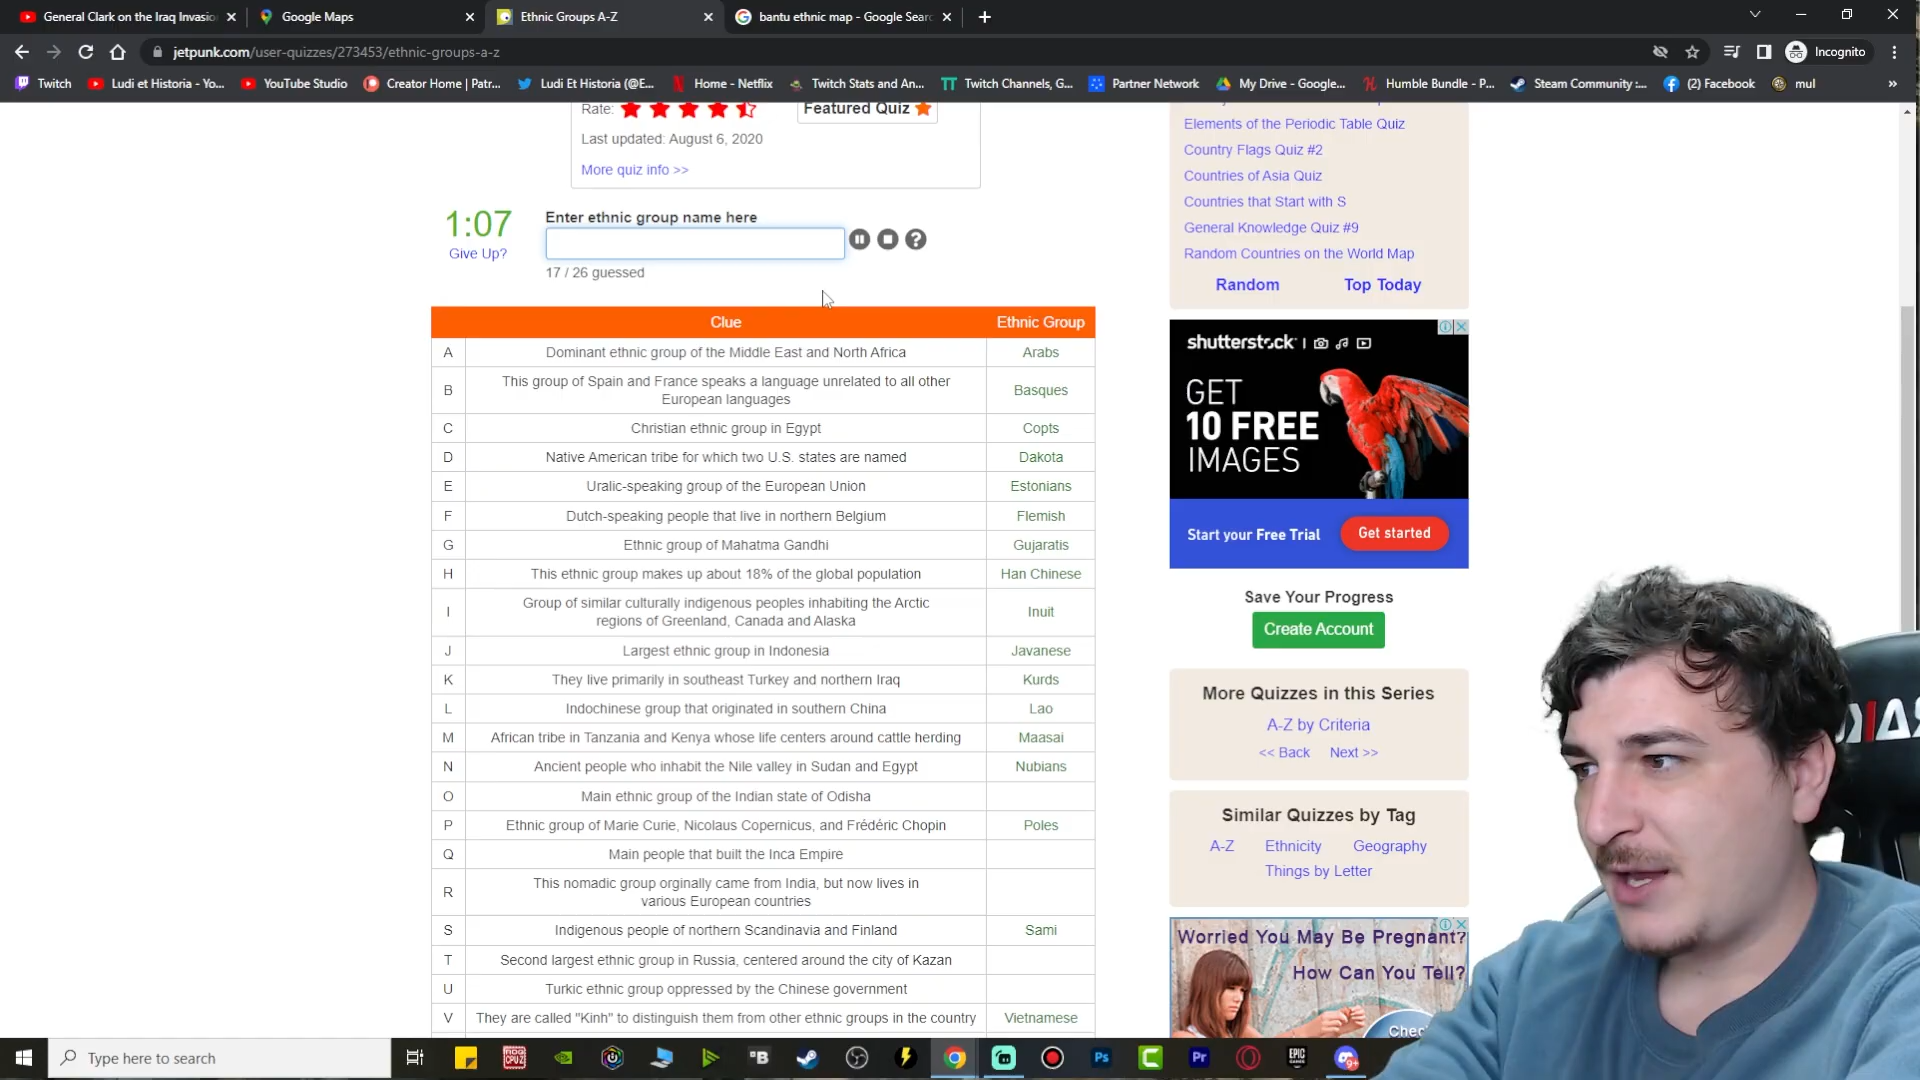 General Clark on the Iraq Invasio
Google Maps
Ethnic Groups A-Z
bantu ethnic map - Google Searc
jetpunk.com/user-quizzes/273453/ethnic-groups-a-z
Incognito
Twitch
Ludi et Historia - Yo...
YouTube Studio
Creator Home | Patr...
Ludi Et Historia (@E...
Home - Netflix
Twitch Stats and An...
Twitch Channels, G...
Partner Network
My Drive - Google...
Humble Bundle - P...
Steam Community :...
(2) Facebook
mul
»
Rate:
Featured Quiz
Last updated: August 6, 2020
More quiz info >>
1:07
Give Up?
Enter ethnic group name here
17 / 26 guessed
Clue Ethnic Group
A Dominant ethnic group of the Middle East and North Africa Arabs
B This group of Spain and France speaks a language unrelated to all other
European languages Basques
C Christian ethnic group in Egypt Copts
D Native American tribe for which two U.S. states are named Dakota
E Uralic-speaking group of the European Union Estonians
F Dutch-speaking people that live in northern Belgium Flemish
G Ethnic group of Mahatma Gandhi Gujaratis
H This ethnic group makes up about 18% of the global population Han Chinese
I Group of similar culturally indigenous peoples inhabiting the Arctic
regions of Greenland, Canada and Alaska Inuit
J Largest ethnic group in Indonesia Javanese
K They live primarily in southeast Turkey and northern Iraq Kurds
L Indochinese group that originated in southern China Lao
M African tribe in Tanzania and Kenya whose life centers around cattle herding Maasai
N Ancient people who inhabit the Nile valley in Sudan and Egypt Nubians
O Main ethnic group of the Indian state of Odisha
P Ethnic group of Marie Curie, Nicolaus Copernicus, and Frédéric Chopin Poles
Q Main people that built the Inca Empire
R This nomadic group orginally came from India, but now lives in
various European countries
S Indigenous people of northern Scandinavia and Finland Sami
T Second largest ethnic group in Russia, centered around the city of Kazan
U Turkic ethnic group oppressed by the Chinese government
V They are called "Kinh" to distinguish them from other ethnic groups in the country Vietnamese
Elements of the Periodic Table Quiz
Country Flags Quiz #2
Countries of Asia Quiz
Countries that Start with S
General Knowledge Quiz #9
Random Countries on the World Map
Random Top Today
shutterstock
GET
10 FREE
IMAGES
Start your Free Trial
Get started
Save Your Progress
Create Account
More Quizzes in this Series
A-Z by Criteria
<< Back Next >>
Similar Quizzes by Tag
A-Z Ethnicity Geography
Things by Letter
Worried You May Be Pregnant?
How Can You Tell?
Chec
Type here to search
Ps
Pr
EPIC
GAMES
9+